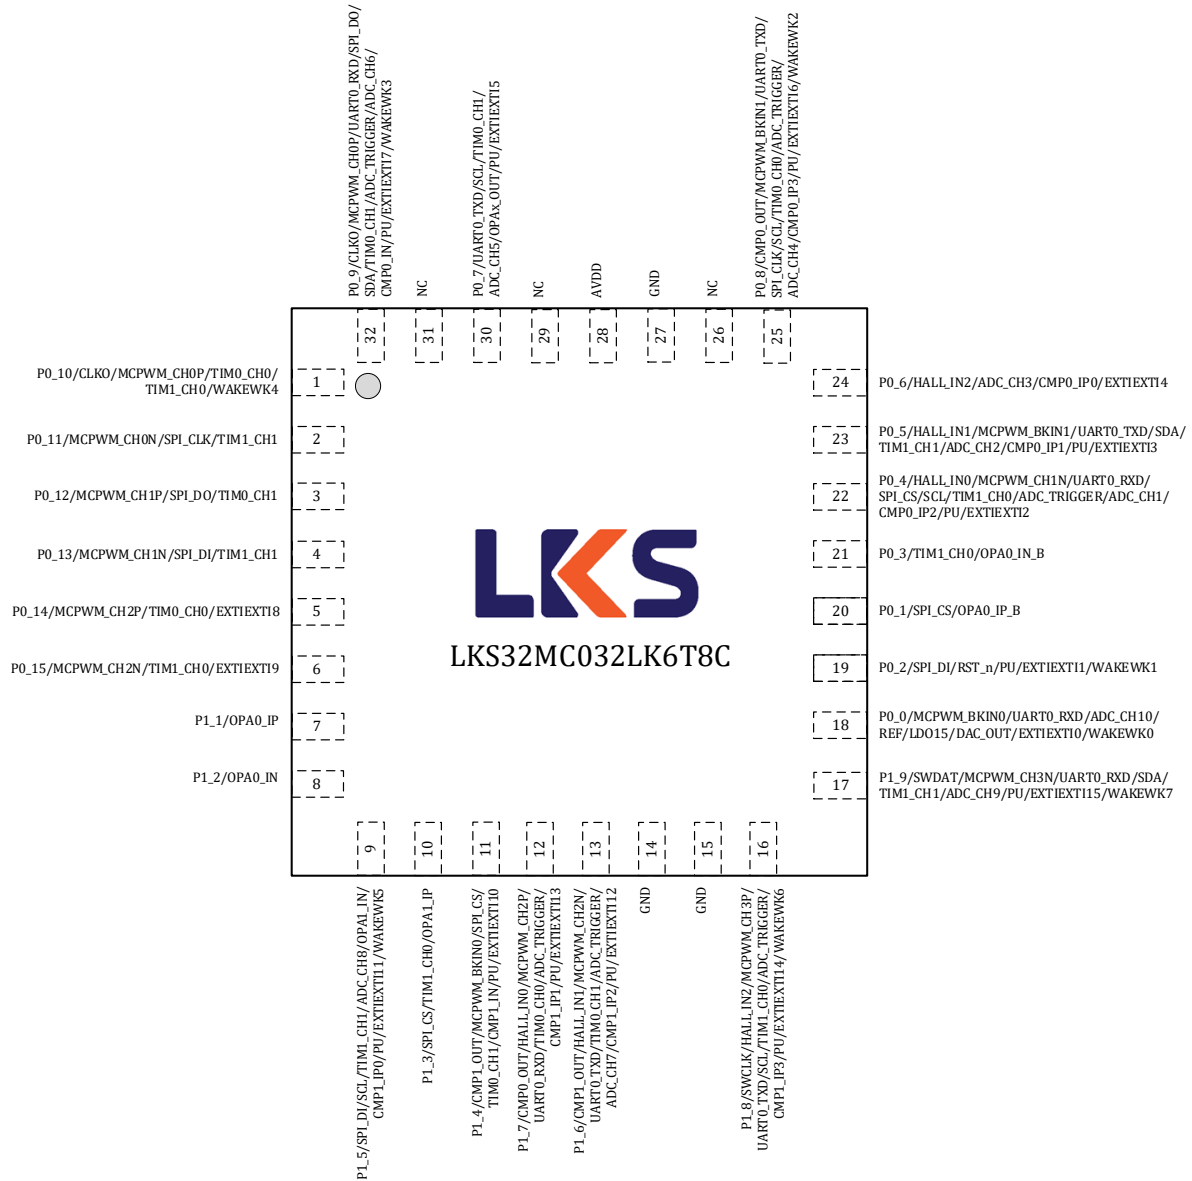 P0_9/CLKO/MCPWM_CH0P/UART0_RXD/SPI_DO/
SDA/TIM0_CH1/ADC_TRIGGER/ADC_CH6/
CMP0_IN/PU/EXTIEXTI7/WAKEWK3
NC
P0_7/UART0_TXD/SCL/TIM0_CH1/
ADC_CH5/OPAx_OUT/PU/EXTIEXTI5
NC
AVDD
GND
NC
P0_8/CMP0_OUT/MCPWM_BKIN1/UART0_TXD/
SPI_CLK/SCL/TIM0_CH0/ADC_TRIGGER/
ADC_CH4/CMP0_IP3/PU/EXTIEXTI6/WAKEWK2
32
31
30
29
28
27
26
25
P0_10/CLKO/MCPWM_CH0P/TIM0_CH0/
TIM1_CH0/WAKEWK4
1
P0_11/MCPWM_CH0N/SPI_CLK/TIM1_CH1
2
P0_12/MCPWM_CH1P/SPI_DO/TIM0_CH1
3
P0_13/MCPWM_CH1N/SPI_DI/TIM1_CH1
4
P0_14/MCPWM_CH2P/TIM0_CH0/EXTIEXTI8
5
P0_15/MCPWM_CH2N/TIM1_CH0/EXTIEXTI9
6
P1_1/OPA0_IP
7
P1_2/OPA0_IN
8
LKS
LKS32MC032LK6T8C
24
P0_6/HALL_IN2/ADC_CH3/CMP0_IP0/EXTIEXTI4
23
P0_5/HALL_IN1/MCPWM_BKIN1/UART0_TXD/SDA/
TIM1_CH1/ADC_CH2/CMP0_IP1/PU/EXTIEXTI3
22
P0_4/HALL_IN0/MCPWM_CH1N/UART0_RXD/
SPI_CS/SCL/TIM1_CH0/ADC_TRIGGER/ADC_CH1/
CMP0_IP2/PU/EXTIEXTI2
21
P0_3/TIM1_CH0/OPA0_IN_B
20
P0_1/SPI_CS/OPA0_IP_B
19
P0_2/SPI_DI/RST_n/PU/EXTIEXTI1/WAKEWK1
18
P0_0/MCPWM_BKIN0/UART0_RXD/ADC_CH10/
REF/LDO15/DAC_OUT/EXTIEXTI0/WAKEWK0
17
P1_9/SWDAT/MCPWM_CH3N/UART0_RXD/SDA/
TIM1_CH1/ADC_CH9/PU/EXTIEXTI15/WAKEWK7
9
10
11
12
13
14
15
16
P1_5/SPI_DI/SCL/TIM1_CH1/ADC_CH8/OPA1_IN/
CMP1_IP0/PU/EXTIEXTI11/WAKEWK5
P1_3/SPI_CS/TIM1_CH0/OPA1_IP
P1_4/CMP1_OUT/MCPWM_BKIN0/SPI_CS/
TIM0_CH1/CMP1_IN/PU/EXTIEXTI10
P1_7/CMP0_OUT/HALL_IN0/MCPWM_CH2P/
UART0_RXD/TIM0_CH0/ADC_TRIGGER/
CMP1_IP1/PU/EXTIEXTI13
P1_6/CMP1_OUT/HALL_IN1/MCPWM_CH2N/
UART0_TXD/TIM0_CH1/ADC_TRIGGER/
ADC_CH7/CMP1_IP2/PU/EXTIEXTI12
GND
GND
P1_8/SWCLK/HALL_IN2/MCPWM_CH3P/
UART0_TXD/SCL/TIM1_CH0/ADC_TRIGGER/
CMP1_IP3/PU/EXTIEXTI14/WAKEWK6